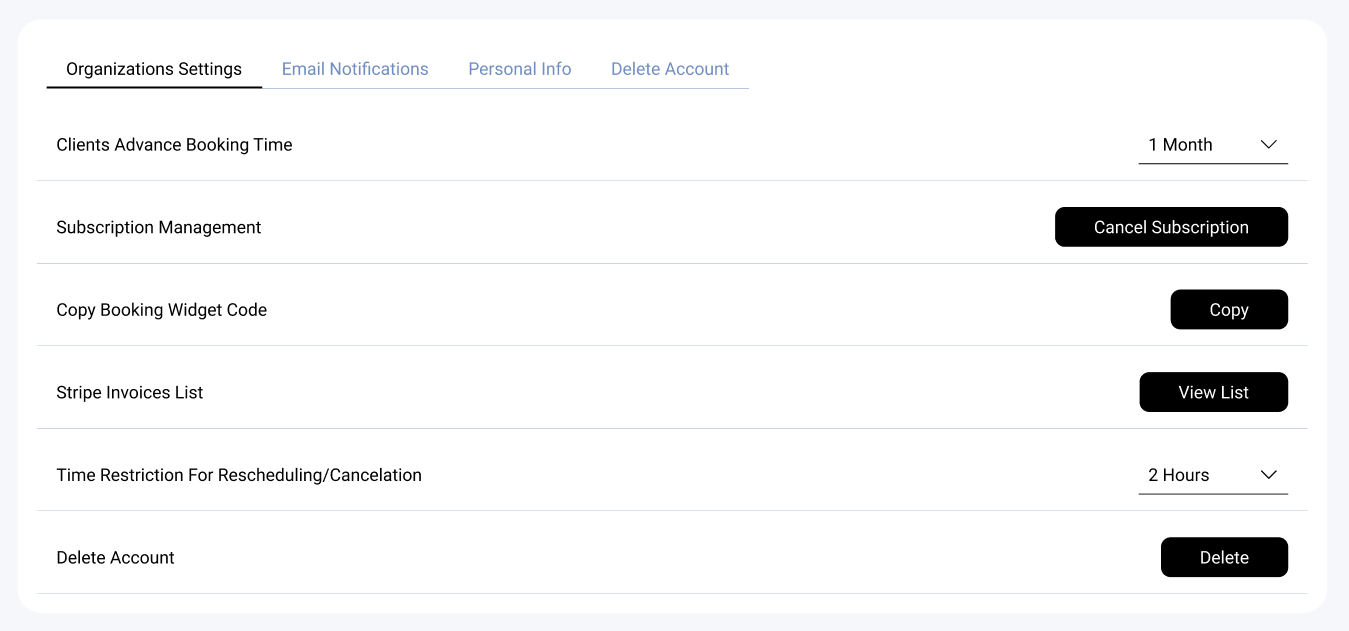 Organizations Settings Email Notifications Personal Info Delete Account
Clients Advance Booking Time 1 Month
Subscription Management Cancel Subscription
Copy Booking Widget Code Copy
Stripe Invoices List View List
Time Restriction For Rescheduling/Cancelation 2 Hours
Delete Account Delete